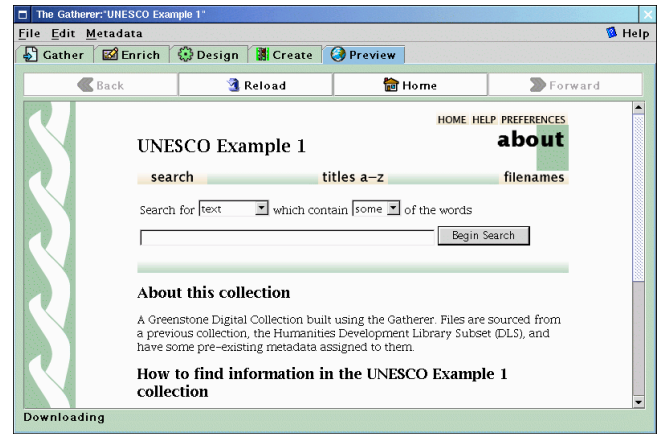 The Gatherer:"UNESCO Example 1"
File Edit Metadata Help
Gather Enrich Design Create Preview
Back Reload Home Forward
HOME HELP PREFERENCES
about
UNESCO Example 1
search titles a–z filenames
Search for text which contain some of the words
Begin Search
About this collection
A Greenstone Digital Collection built using the Gatherer. Files are sourced from
a previous collection, the Humanities Development Library Subset (DLS), and
have some pre–existing metadata assigned to them.
How to find information in the UNESCO Example 1
collection
Downloading